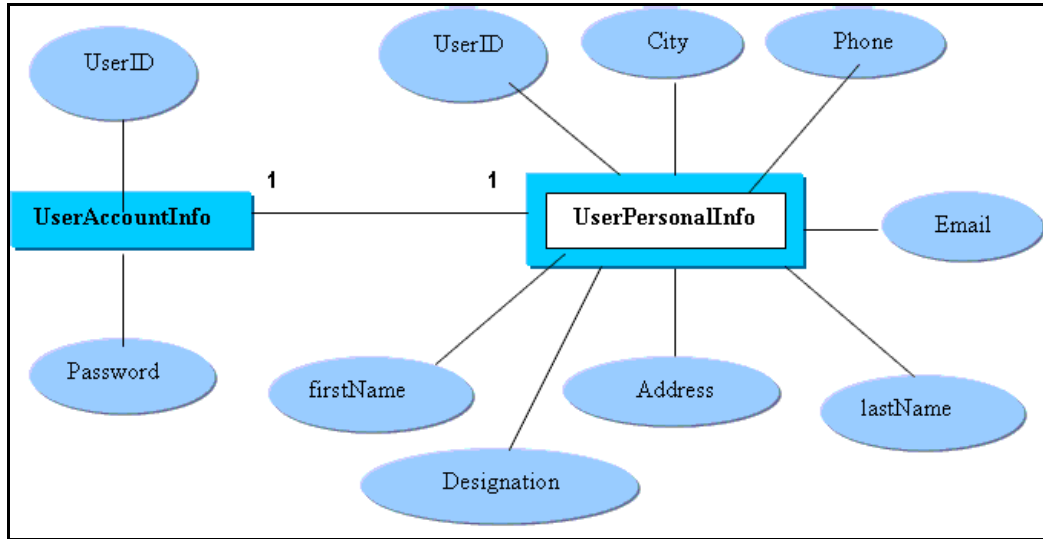 UserID
City
Phone
UserID
1
1
UserAccountInfo
UserPersonalInfo
Email
Password
firstName
Address
lastName
Designation